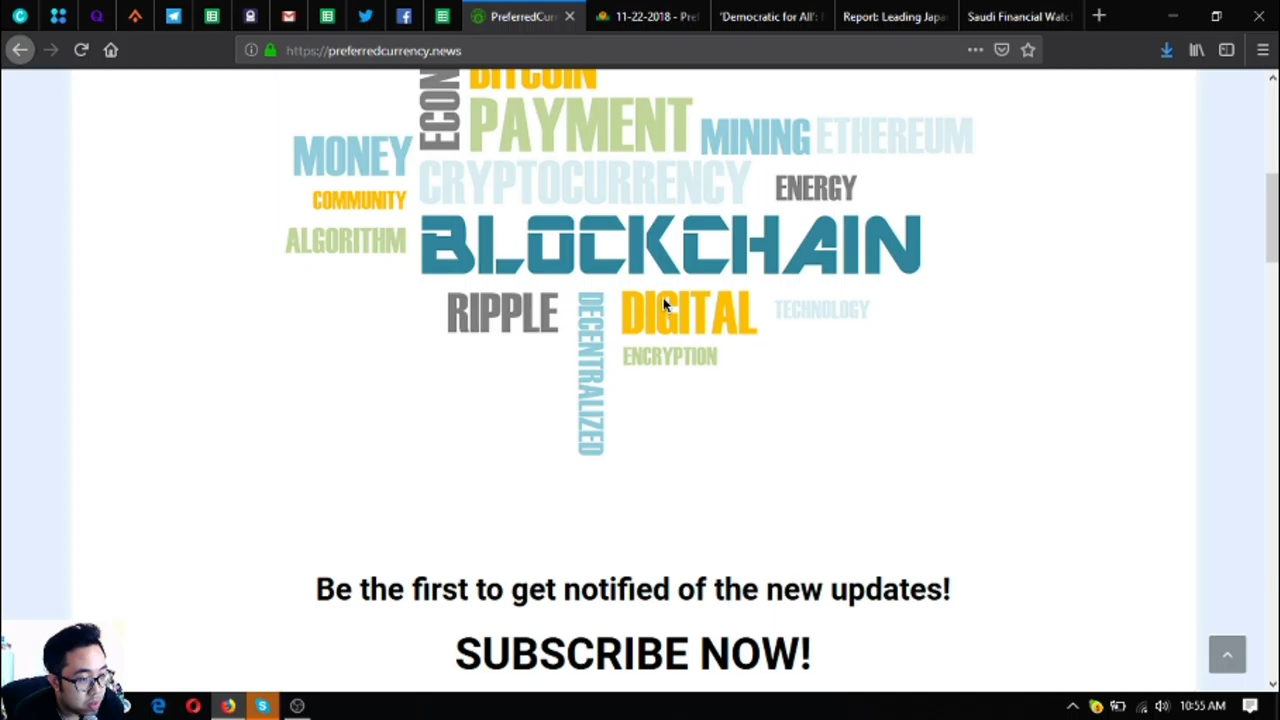 PreferredCur
11-22-2018 - Pref
'Democratic for All':
Report: Leading Japa
Saudi Financial Watc
https://preferredcurrency.news
BITCOIN
ECON
PAYMENT
MINING
ETHEREUM
MONEY
CRYPTOCURRENCY
ENERGY
COMMUNITY
ALGORITHM
BLOCKCHAIN
RIPPLE
DECENTRALIZED
DIGITAL
TECHNOLOGY
ENCRYPTION
Be the first to get notified of the new updates!
SUBSCRIBE NOW!
10:55 AM